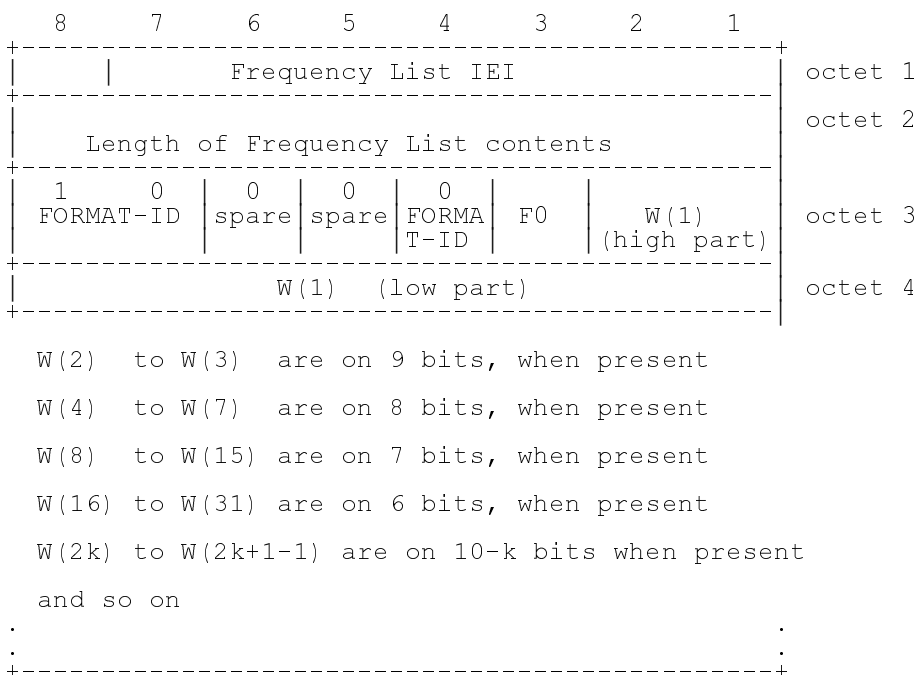 8 7 6 5 4 3 2 1
Frequency List IEI octet 1
octet 2
Length of Frequency List contents
1 0 0 0 0
FORMAT-ID spare spare FORMA F0 W(1) octet 3
T-ID (high part)
W(1) (low part) octet 4
W(2) to W(3) are on 9 bits, when present
W(4) to W(7) are on 8 bits, when present
W(8) to W(15) are on 7 bits, when present
W(16) to W(31) are on 6 bits, when present
W(2k) to W(2k+1-1) are on 10-k bits when present
and so on